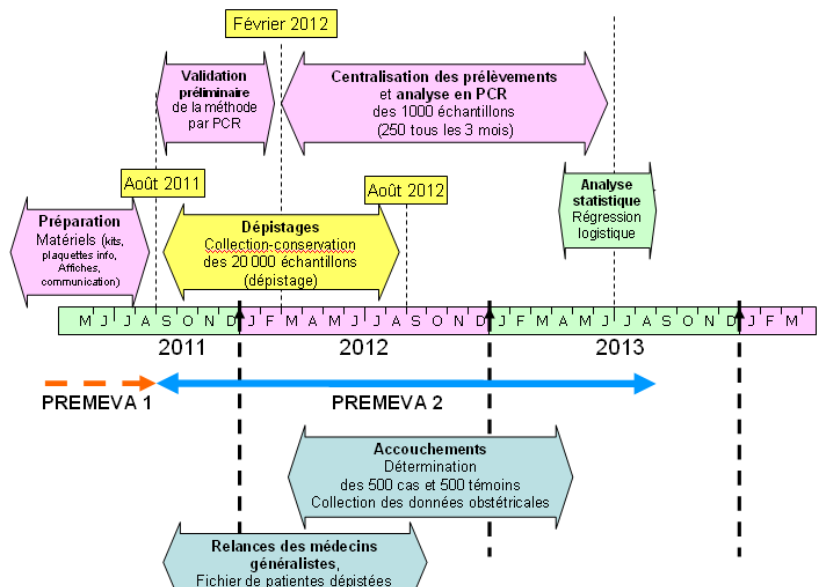 Février 2012
Validation
préliminaire
de la méthode
par PCR
Centralisation des prélèvements
et analyse en PCR
des 1000 échantillons
(250 tous les 3 mois)
Août 2011
Août 2012
Préparation
Matériels (kits,
plaquettes info,
Affiches,
communication)
Dépistages
Collection-conservation
des 20 000 échantillons
(dépistage)
Analyse
statistique
Régression
logistique
M J J A S O N D J F M A M J J A S O N D J F M A M J J A S O N D J F M
2011 2012 2013
PREMEVA 1 PREMEVA 2
Accouchements
Détermination
des 500 cas et 500 témoins
Collection des données obstétricales
Relances des médecins
généralistes,
Fichier de patientes dépistées